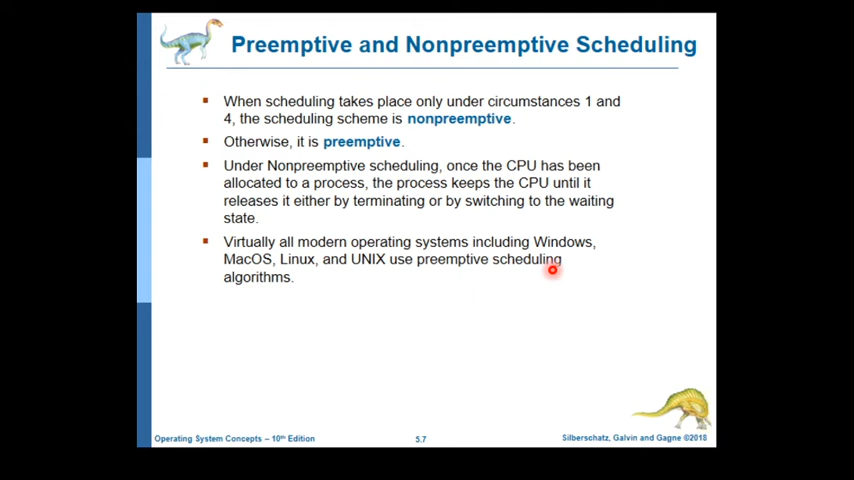 Preemptive and Nonpreemptive Scheduling
When scheduling takes place only under circumstances 1 and
4, the scheduling scheme is nonpreemptive.
Otherwise, it is preemptive.
Under Nonpreemptive scheduling, once the CPU has been
allocated to a process, the process keeps the CPU until it
releases it either by terminating or by switching to the waiting
state.
Virtually all modern operating systems including Windows,
MacOS, Linux, and UNIX use preemptive scheduling
algorithms.
Operating System Concepts – 10th Edition
5.7
Silberschatz, Galvin and Gagne ©2018